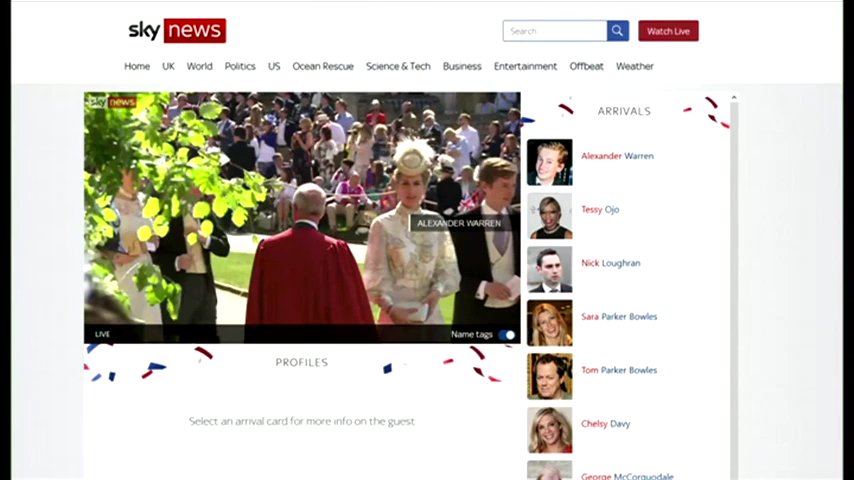 sky news
Search
Watch Live
Home UK World Politics US Ocean Rescue Science & Tech Business Entertainment Offbeat Weather
sky news
ARRIVALS
Alexander Warren
Tessy Ojo
ALEXANDER WARREN
Nick Loughran
Sara Parker Bowles
LIVE
Name tags
PROFILES
Tom Parker Bowles
Select an arrival card for more info on the guest
Chelsy Davy
George McCorquodale